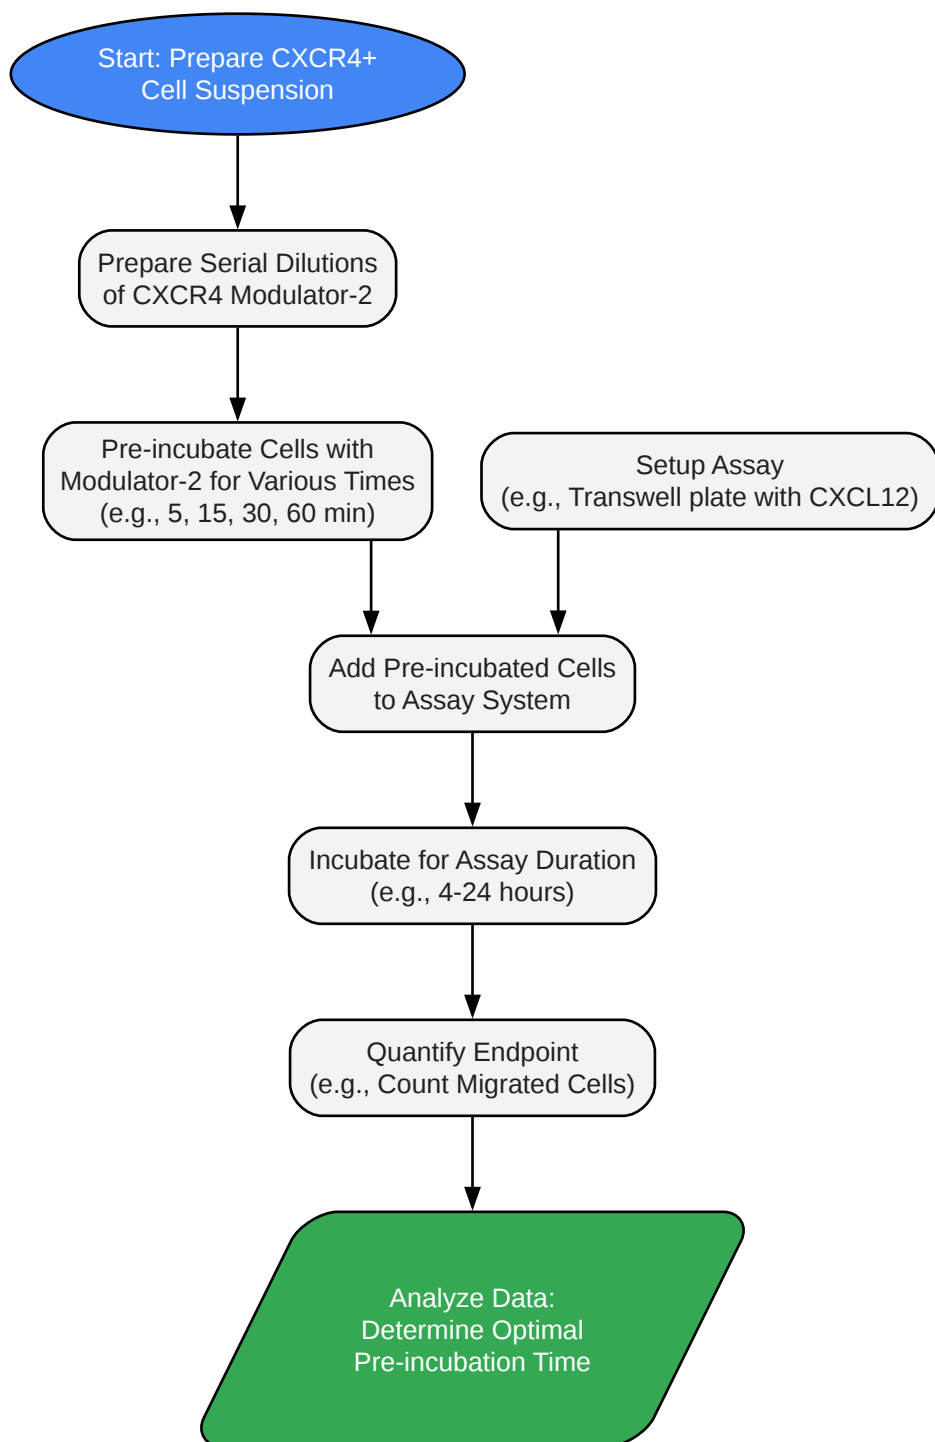 Start: Prepare CXCR4+
Cell Suspension
Prepare Serial Dilutions
of CXCR4 Modulator-2
Pre-incubate Cells with
Modulator-2 for Various Times
(e.g., 5, 15, 30, 60 min)
Setup Assay
(e.g., Transwell plate with CXCL12)
Add Pre-incubated Cells
to Assay System
Incubate for Assay Duration
(e.g., 4-24 hours)
Quantify Endpoint
(e.g., Count Migrated Cells)
Analyze Data:
Determine Optimal
Pre-incubation Time